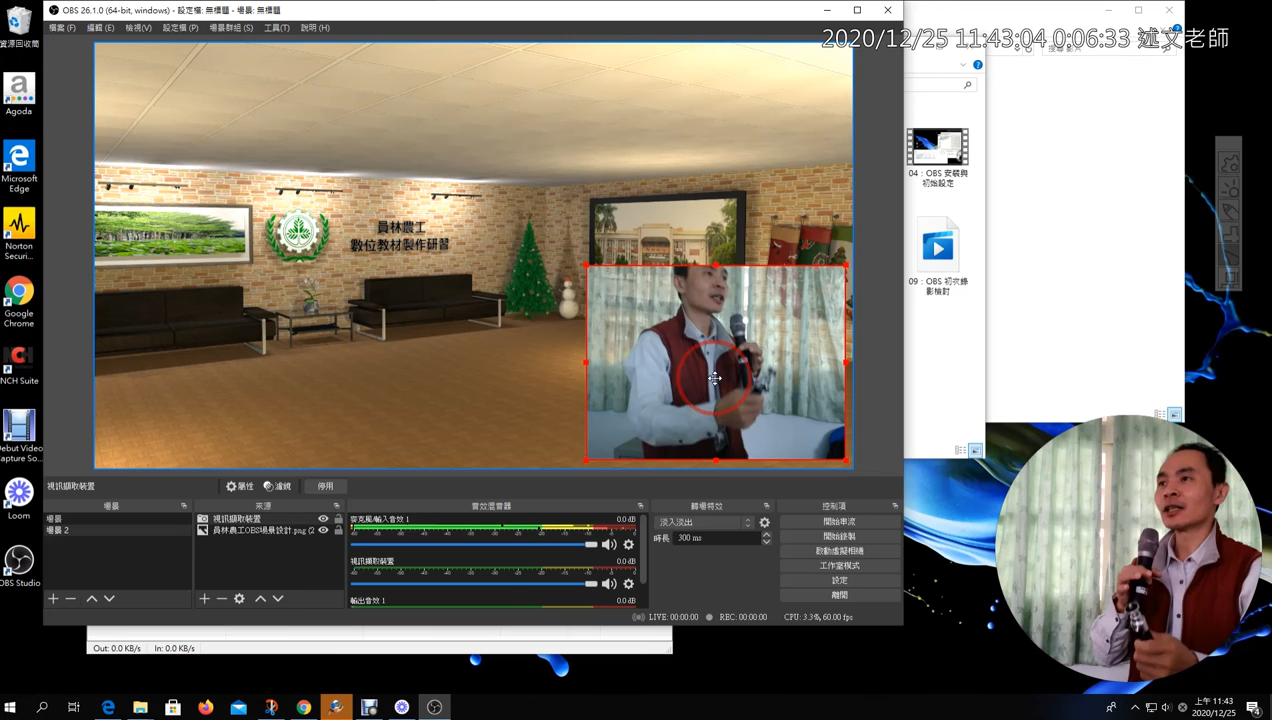 OBS 26.1.0 (64-bit, windows) - 設定檔: 無標題 - 場景: 無標題
檔案 (F) 編輯 (E) 檢視(V) 設定檔 (P) 場景群組 (S) 工具(T) 說明 (H)
2020/12/25 11:43:04 0:06:33 述文老師
資源回收筒
Agoda
Microsoft
Edge
Norton
Securi...
Google
Chrome
NCH Suite
Debut Video
Capture So...
Loom
OBS Studio
員林農工
數位教材製作研習
04：OBS 安裝與
初始設定
09：OBS 初次錄
影檢討
視訊擷取裝置
屬性
濾鏡
停用
場景
來源
音效混音器
轉場特效
控制項
場景
場景 2
視訊擷取裝置
員林農工OBS場景設計.png (2
麥克風/輸入音效 1
0.0 dB
視訊擷取裝置
0.0 dB
輸出音效 1
0.0 dB
淡入淡出
時長 300 ms
開始串流
開始錄製
啟動虛擬相機
工作室模式
設定
離開
LIVE: 00:00:00
REC: 00:00:00
CPU: 3.3%, 60.00 fps
Out: 0.0 KB/s In: 0.0 KB/s
上午 11:43
2020/12/25